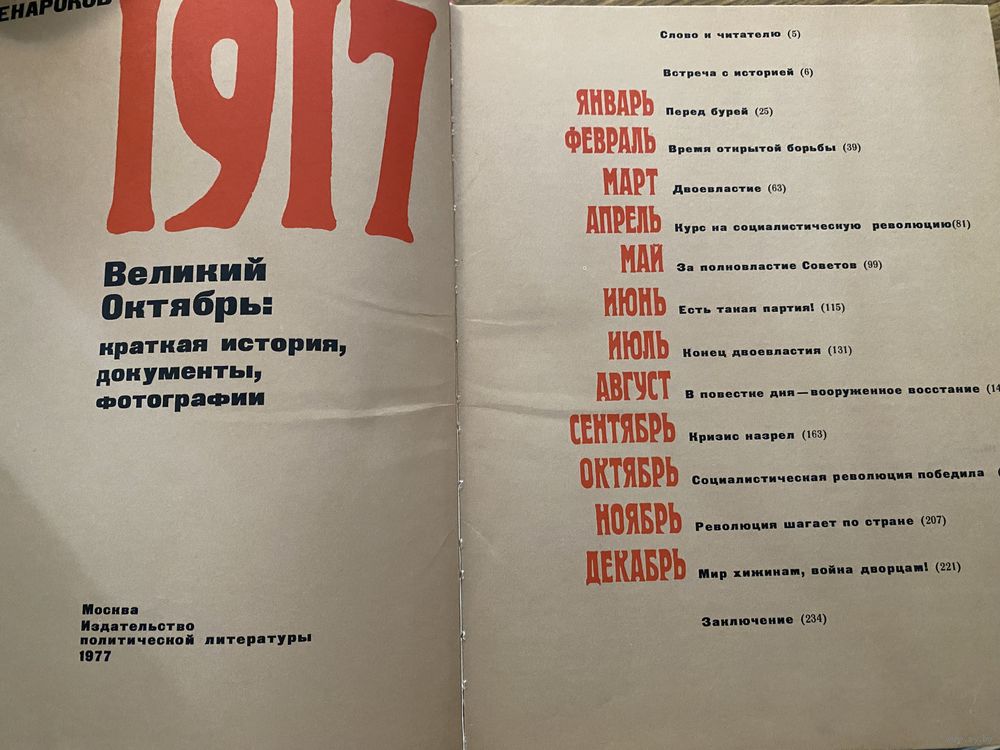 1917
Великий
Октябрь:
краткая история,
документы,
фотографии
Москва
Издательство
политической литературы
1977
Слово к читателю (5)
Встреча с историей (6)
ЯНВАРЬ Перед бурей (25)
ФЕВРАЛЬ Время открытой борьбы (39)
МАРТ Двоевластие (63)
АПРЕЛЬ Курс на социалистическую революцию(81)
МАЙ За полновластие Советов (99)
ИЮНЬ Есть такая партия! (115)
ИЮЛЬ Конец двоевластия (131)
АВГУСТ В повестке дня—вооруженное восстание
СЕНТЯБРЬ Кризис назрел (163)
ОКТЯБРЬ Социалистическая революция победила
НОЯБРЬ Революция шагает по стране (207)
ДЕКАБРЬ Мир хижинам, война дворцам! (221)
Заключение (234)